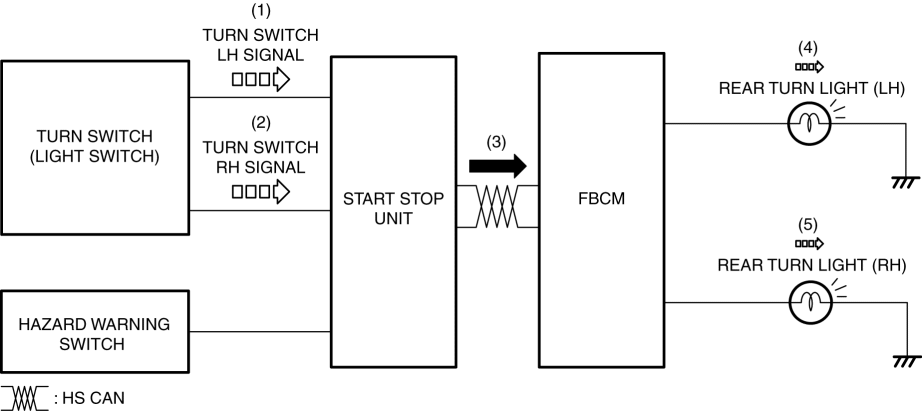 (1)
TURN SWITCH
LH SIGNAL
(2)
TURN SWITCH
RH SIGNAL
TURN SWITCH
(LIGHT SWITCH)
HAZARD WARNING
SWITCH
START STOP
UNIT
(3)
FBCM
(4)
REAR TURN LIGHT (LH)
(5)
REAR TURN LIGHT (RH)
: HS CAN